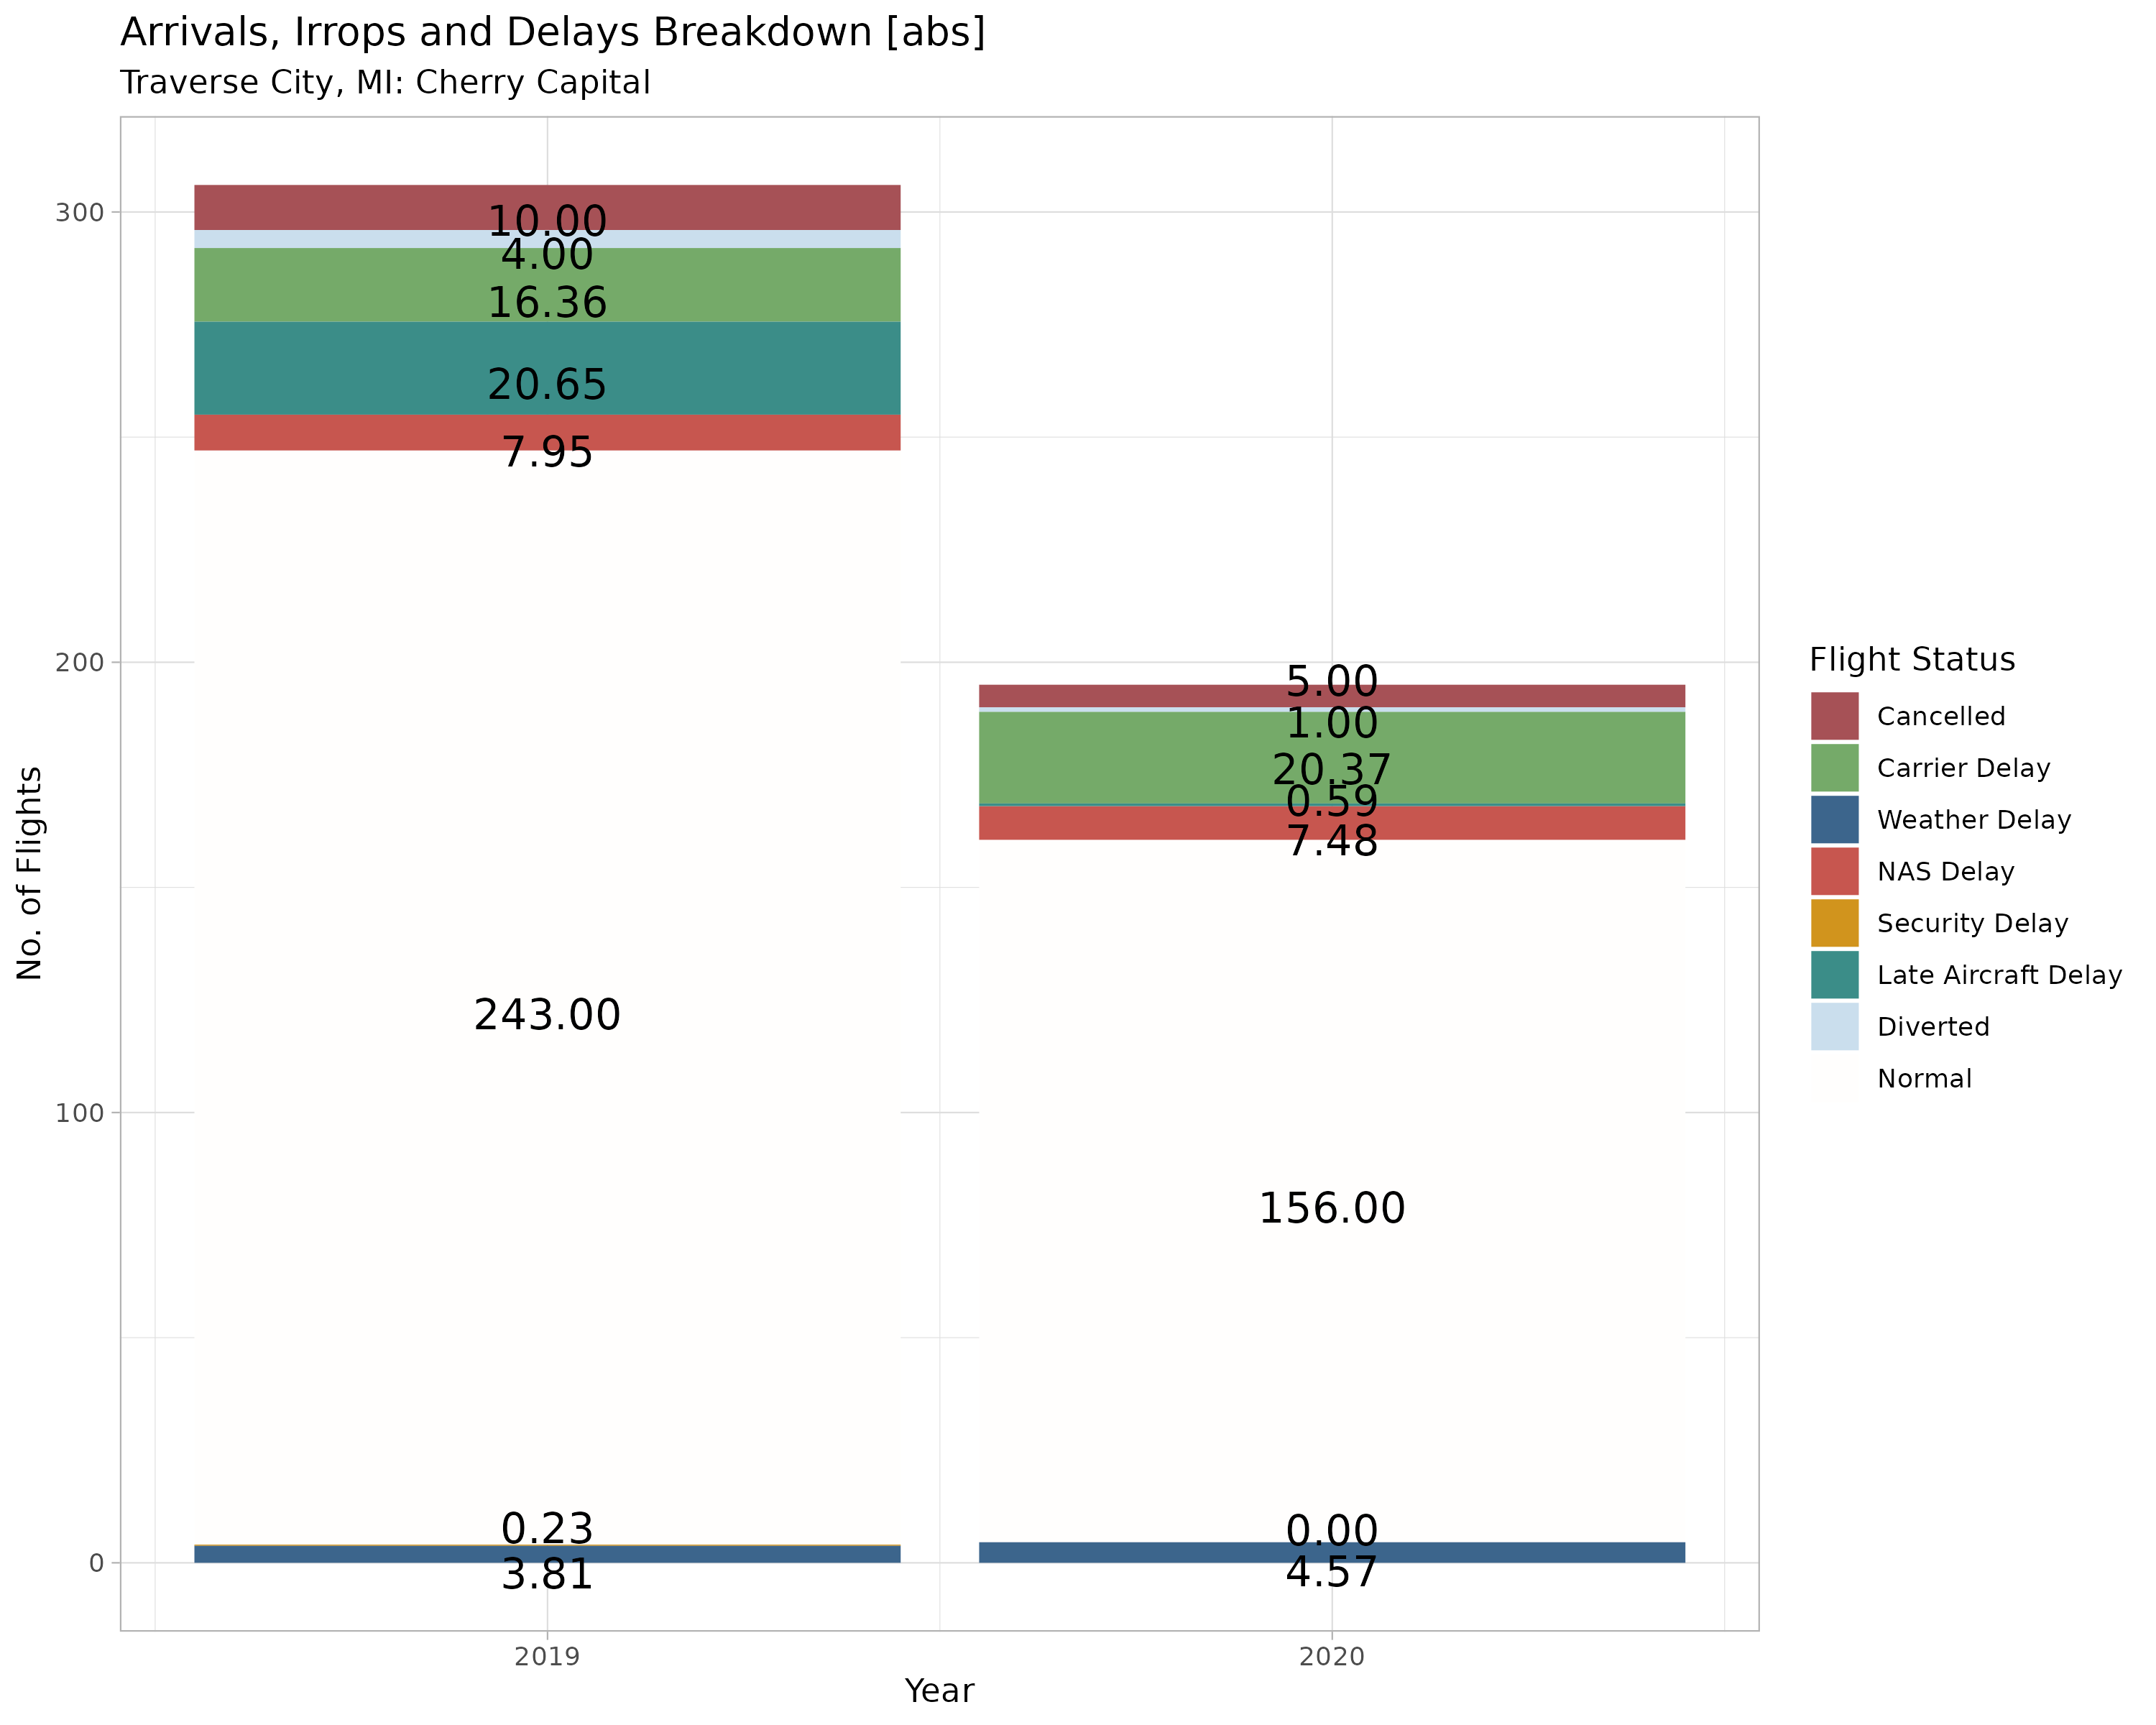 Arrivals, Irrops and Delays Breakdown [abs]
Traverse City, MI: Cherry Capital
No. of Flights
300
200
100
0
10.00
4.00
16.36
20.65
7.95
243.00
0.23
3.81
5.00
1.00
20.37
0.59
7.48
156.00
0.00
4.57
2019
2020
Year
Flight Status
Cancelled
Carrier Delay
Weather Delay
NAS Delay
Security Delay
Late Aircraft Delay
Diverted
Normal